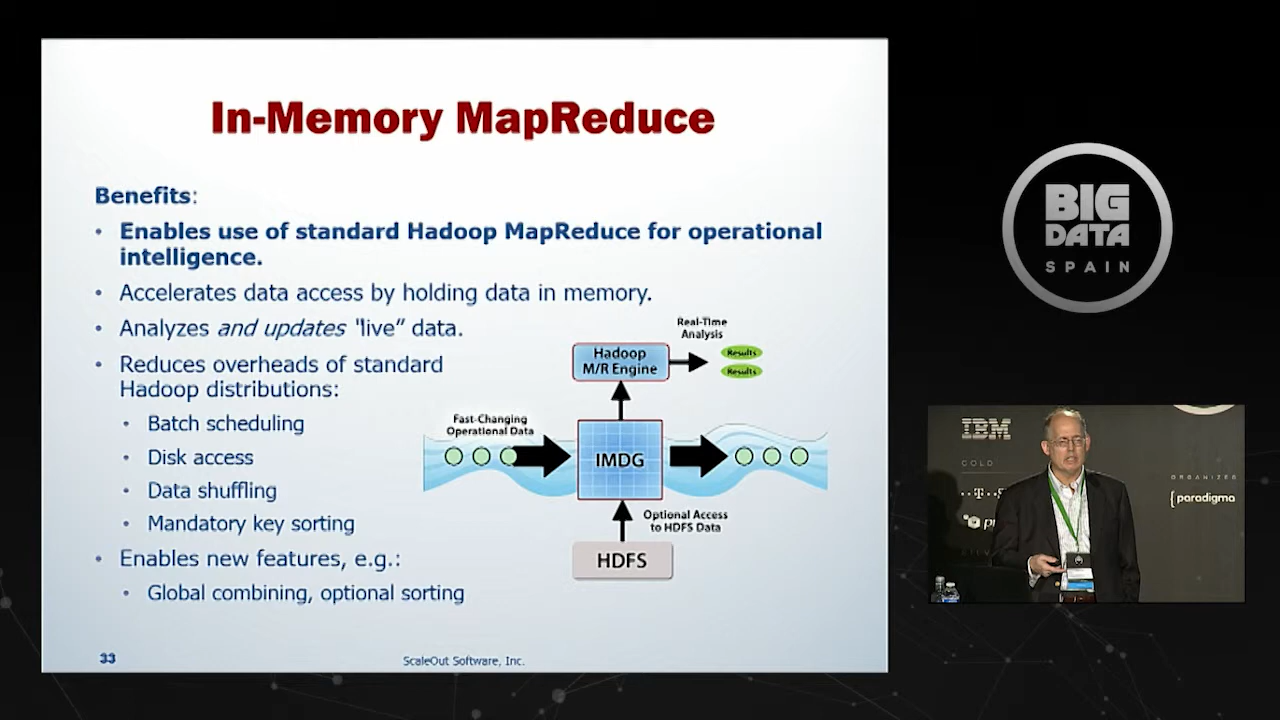 In-Memory MapReduce
Benefits:
• Enables use of standard Hadoop MapReduce for operational
intelligence.
• Accelerates data access by holding data in memory.
• Analyzes and updates "live" data.
• Reduces overheads of standard
Hadoop distributions:
• Batch scheduling
• Disk access
• Data shuffling
• Mandatory key sorting
• Enables new features, e.g.:
• Global combining, optional sorting
Real-Time
Analysis
Hadoop
M/R Engine
Results
Results
Fast-Changing
Operational Data
IMDG
Optional Access
to HDFS Data
HDFS
33
ScaleOut Software, Inc.
BIG
DATA
SPAIN
IBM
GOLD
ORGANIZER
{paradigma